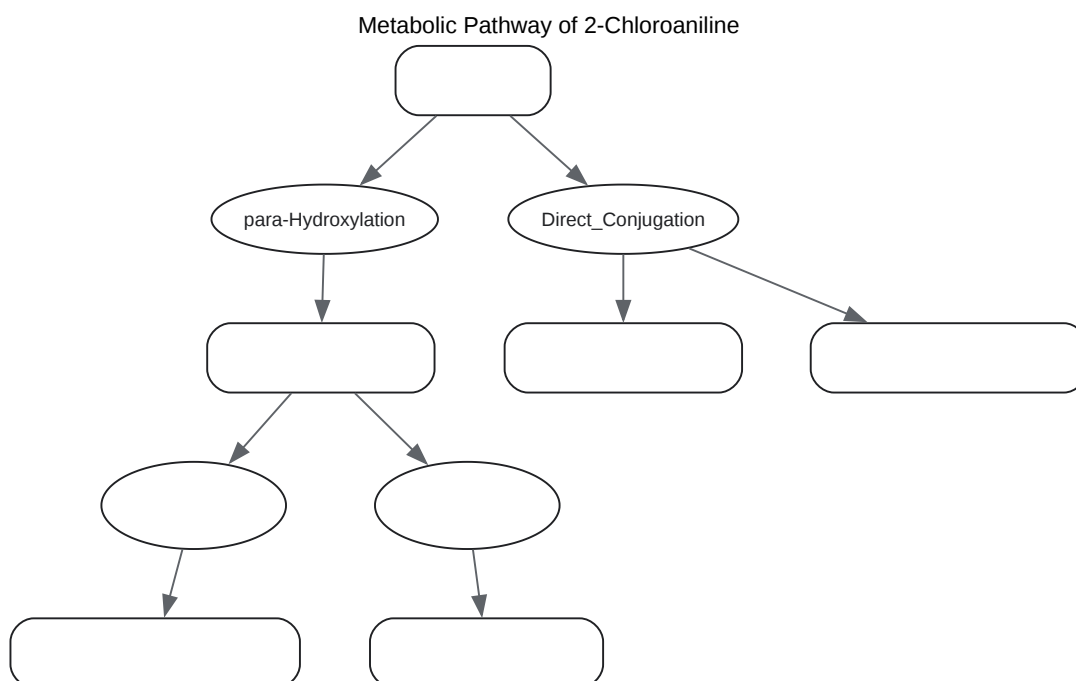 Metabolic Pathway of 2-Chloroaniline
para-Hydroxylation
Direct_Conjugation